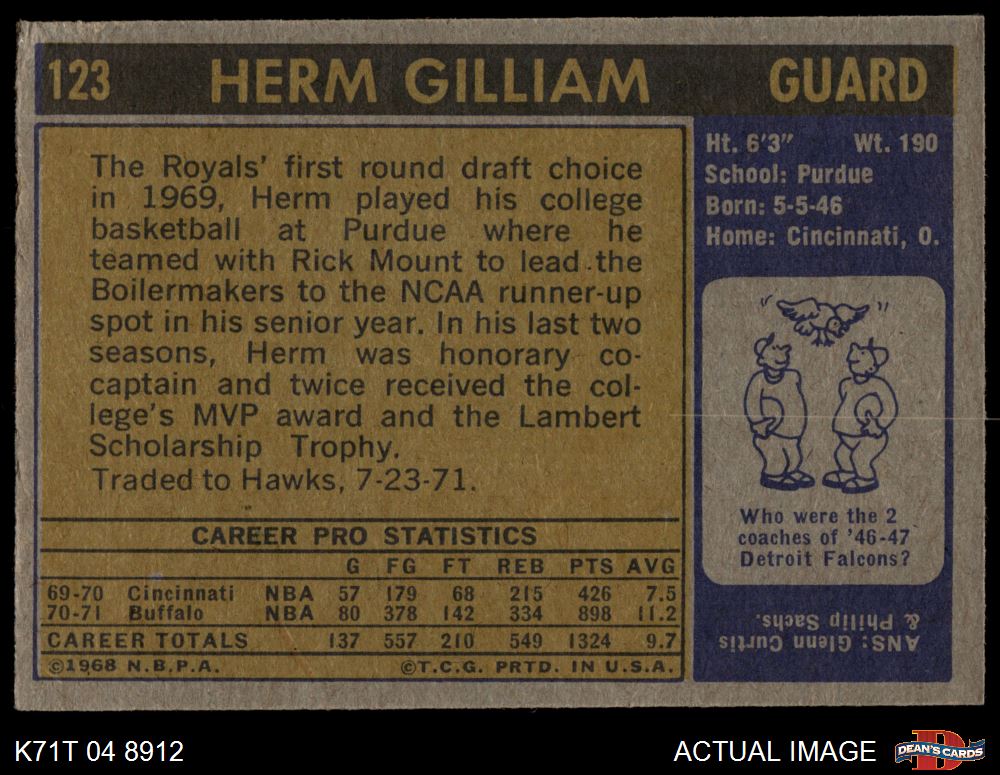 123 HERM GILLIAM GUARD
The Royals' first round draft choice
in 1969, Herm played his college
basketball at Purdue where he
teamed with Rick Mount to lead the
Boilermakers to the NCAA runner-up
spot in his senior year. In his last two
seasons, Herm was honorary co-
captain and twice received the col-
lege's MVP award and the Lambert
Scholarship Trophy.
Traded to Hawks, 7-23-71.
CAREER PRO STATISTICS
G FG FT REB PTS AVG
69-70 Cincinnati NBA 57 179 68 215 426 7.5
70-71 Buffalo NBA 80 378 142 334 898 11.2
CAREER TOTALS 137 557 210 549 1324 9.7
©1968 N.B.P.A. ©T.C.G. PRTD. IN U.S.A.
Ht. 6'3" Wt. 190
School: Purdue
Born: 5-5-46
Home: Cincinnati, O.
Who were the 2
coaches of '46-47
Detroit Falcons?
ANS: Glenn Curtis
& Philip Sachs.
K71T 04 8912
ACTUAL IMAGE
DEAN'S CARDS